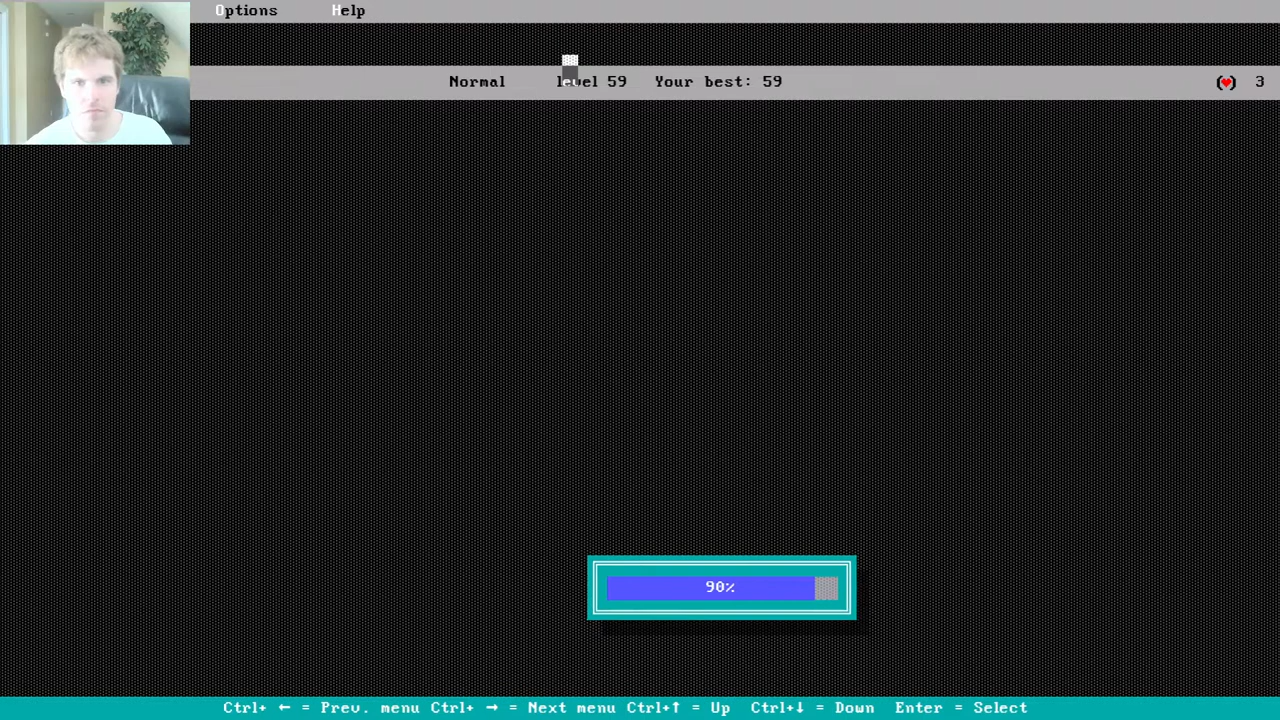 Options Help
Normal level 59 Your best: 59 (♥) 3
90%
Ctrl+ ← = Prev. menu Ctrl+ → = Next menu Ctrl+↑ = Up Ctrl+↓ = Down Enter = Select